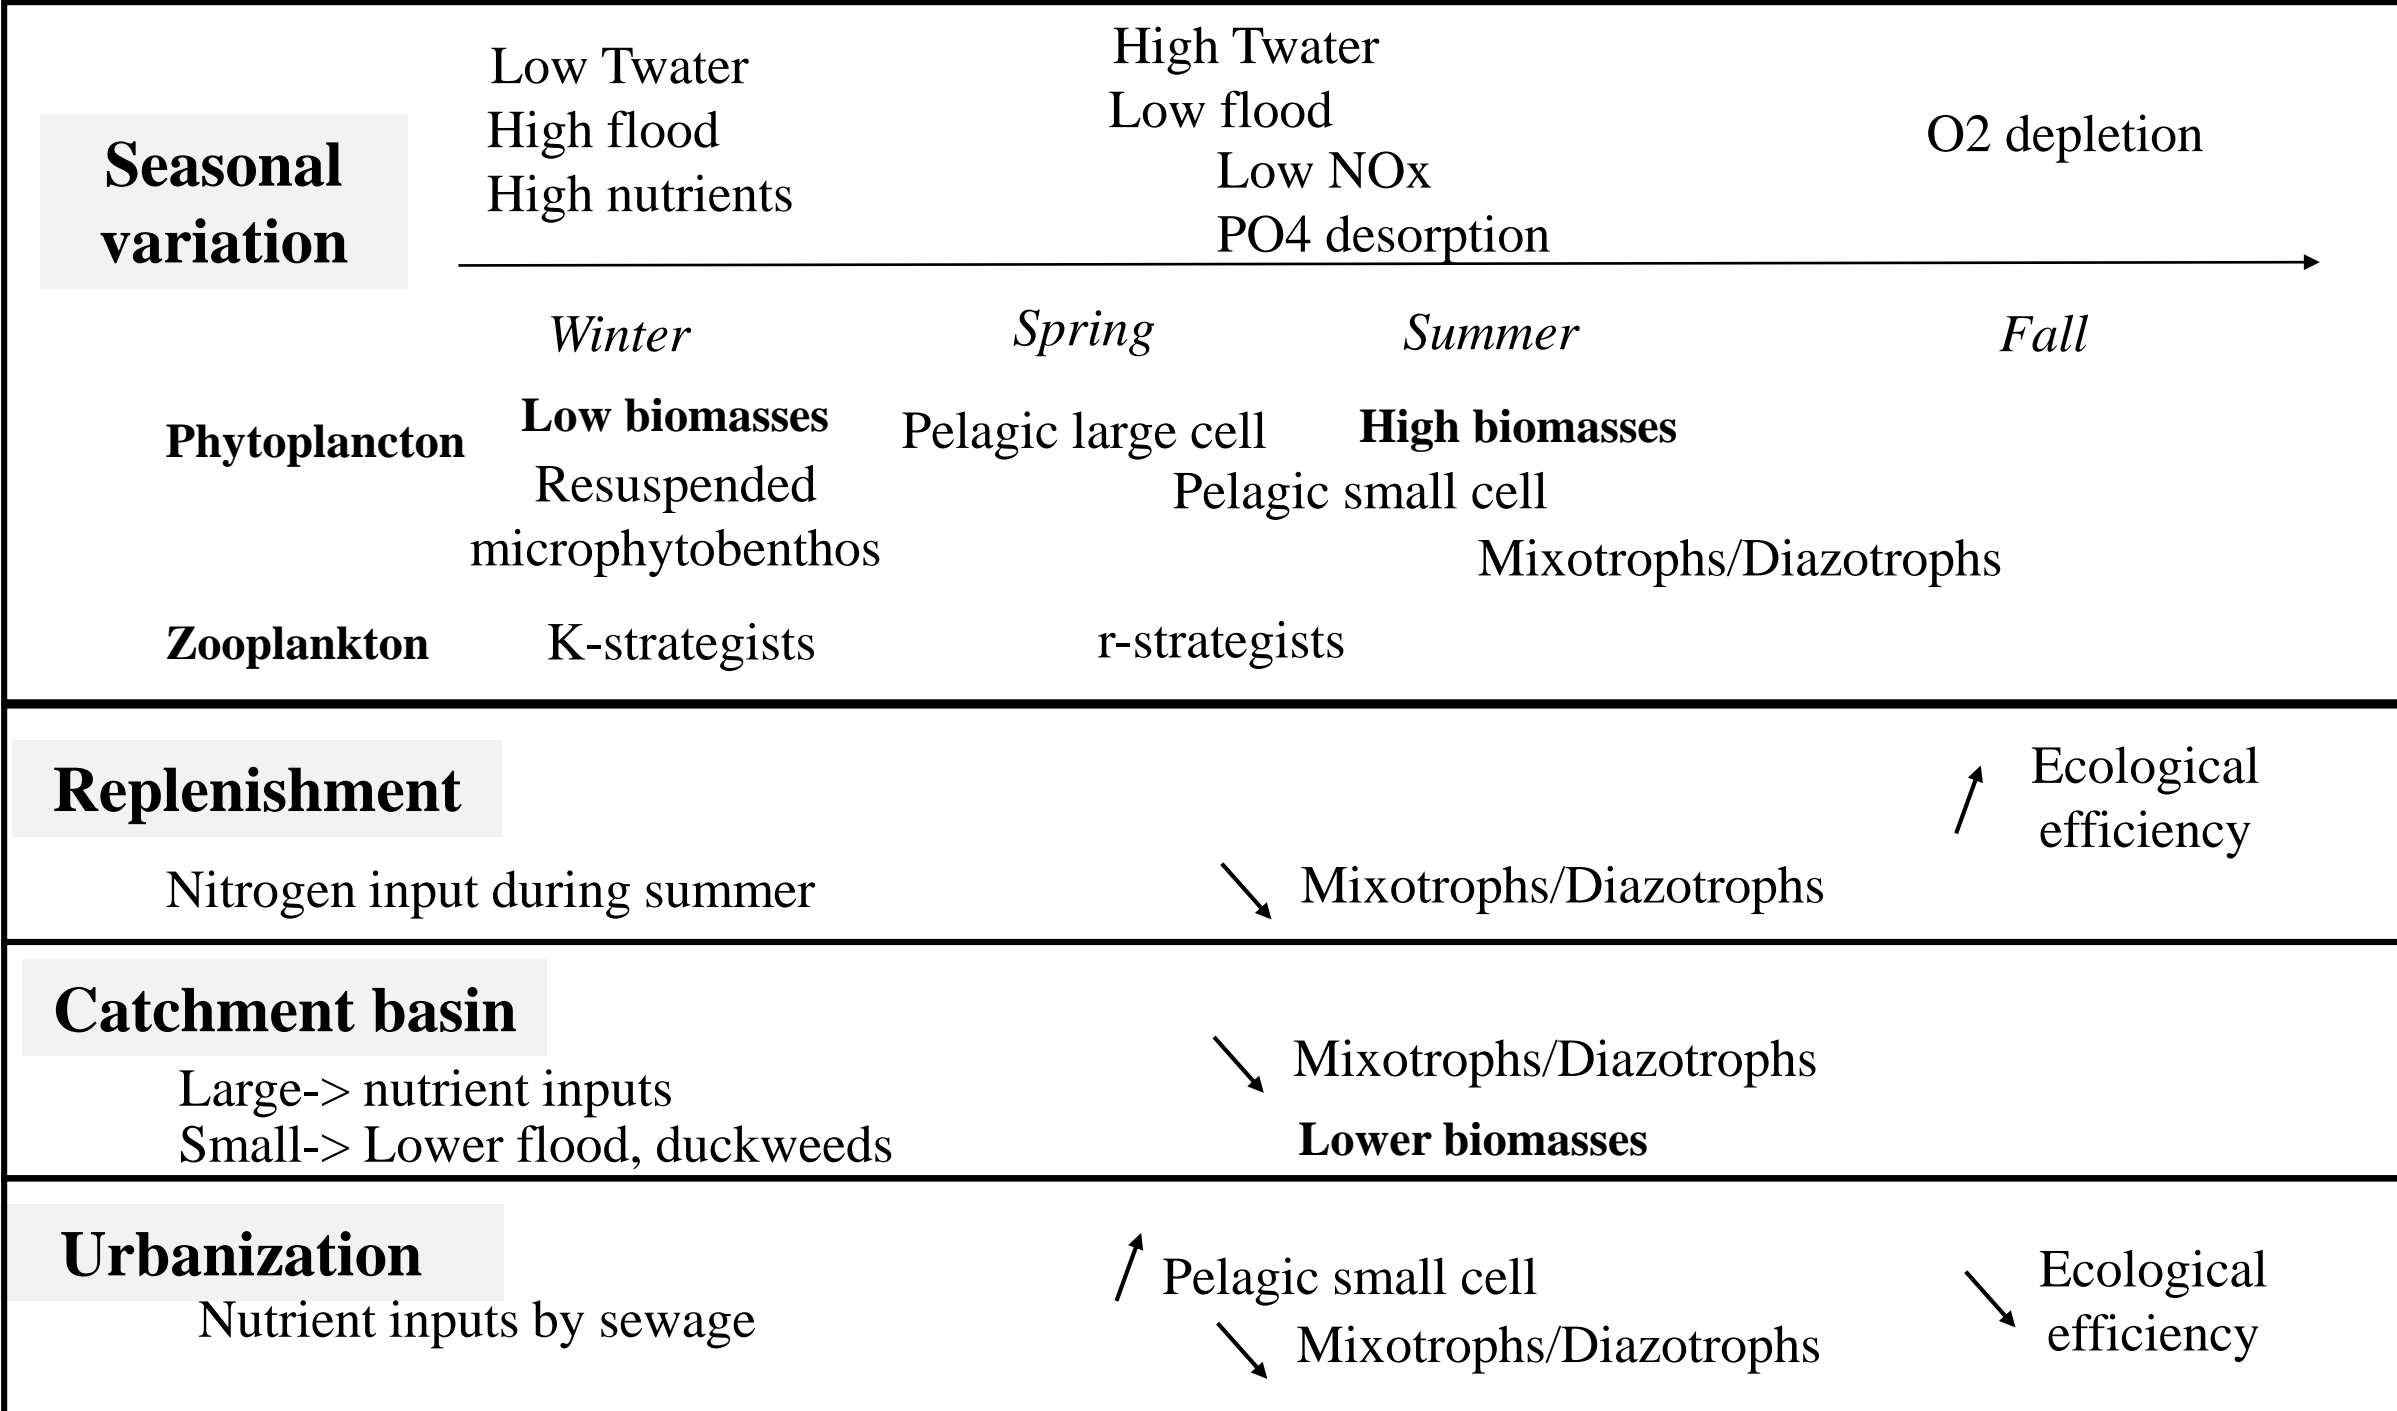 Seasonal
variation
Low Twater
High flood
High nutrients
High Twater
Low flood
Low NOx
PO4 desorption
O2 depletion
Winter
Spring
Summer
Fall
Phytoplancton
Low biomasses
Resuspended
microphytobenthos
Pelagic large cell
High biomasses
Pelagic small cell
Mixotrophs/Diazotrophs
Zooplankton
K-strategists
r-strategists
Replenishment
Nitrogen input during summer
Mixotrophs/Diazotrophs
Ecological
efficiency
Catchment basin
Large-> nutrient inputs
Small-> Lower flood, duckweeds
Mixotrophs/Diazotrophs
Lower biomasses
Urbanization
Nutrient inputs by sewage
Pelagic small cell
Mixotrophs/Diazotrophs
Ecological
efficiency